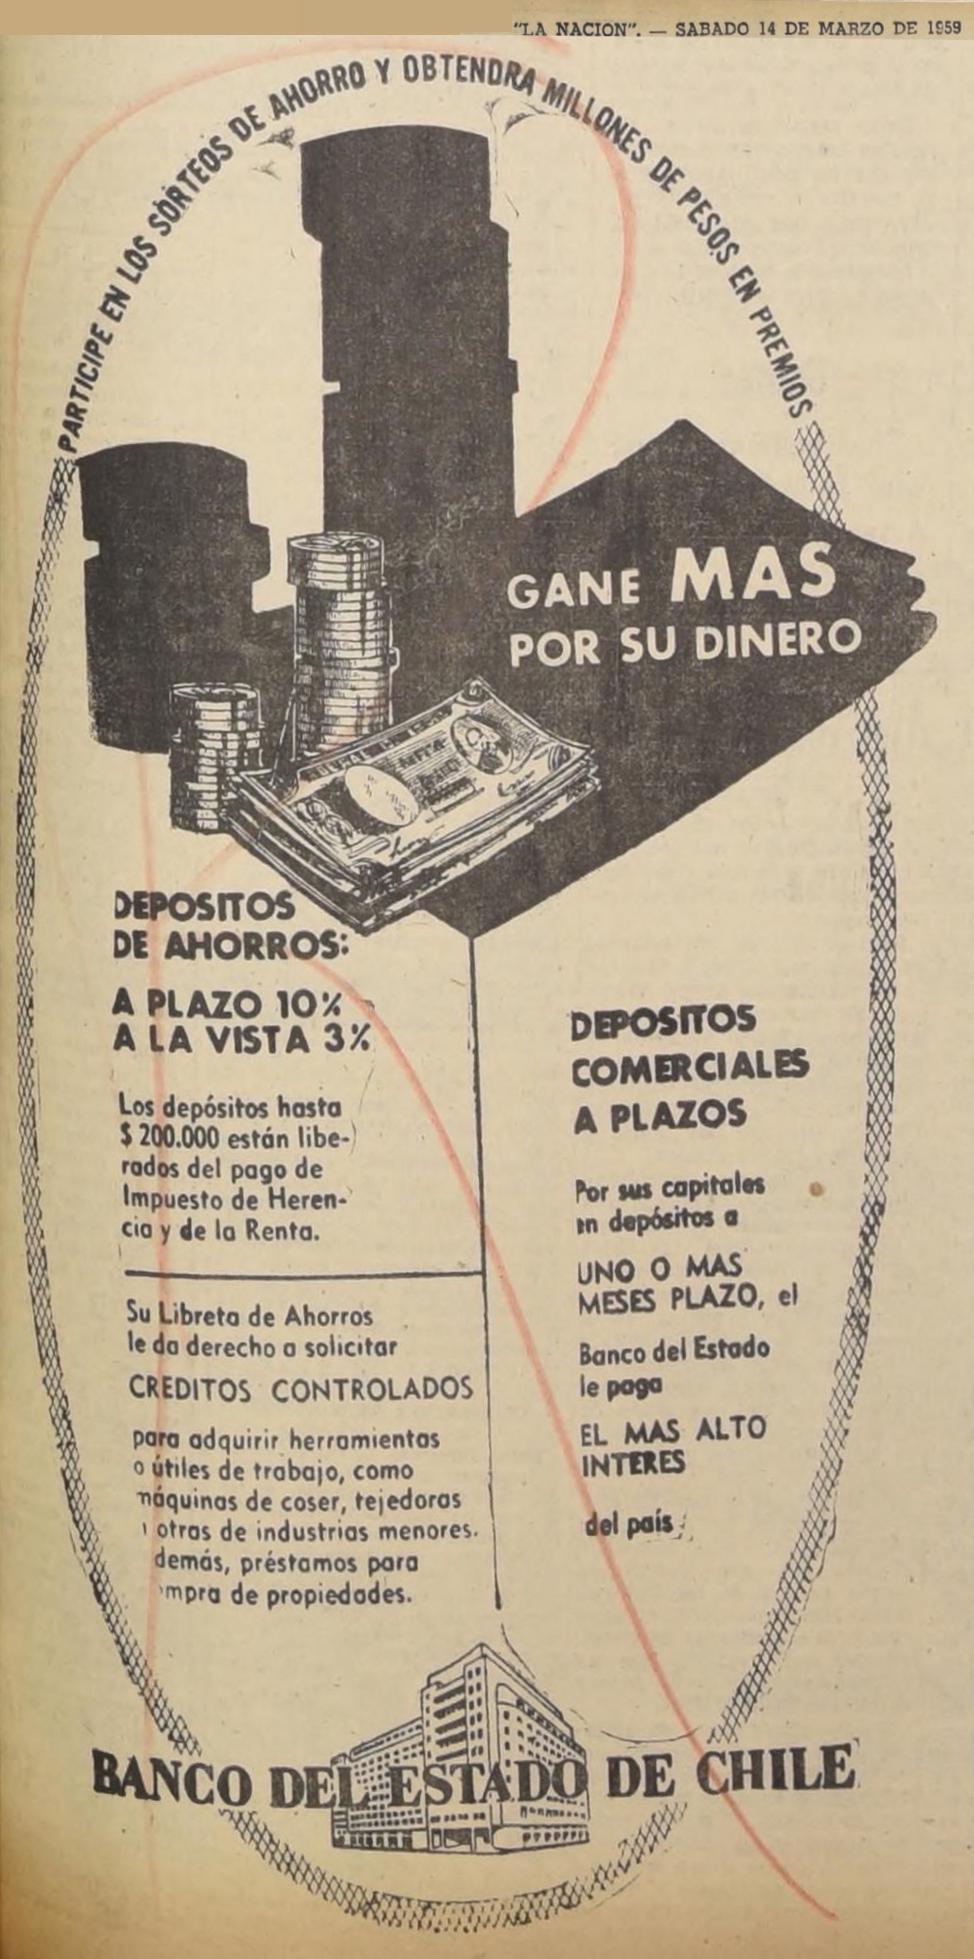 "LA NACION". — SABADO 14 DE MARZO DE 1959
PARTICIPE EN LOS SORTEOS DE AHORRO Y OBTENDRA MILLONES DE PESOS EN PREMIOS
GANE MAS
POR SU DINERO
DEPOSITOS
DE AHORROS:
A PLAZO 10%
A LA VISTA 3%
Los depósitos hasta
$ 200.000 están libe-
rados del pago de
Impuesto de Heren-
cia y de la Renta.
Su Libreta de Ahorros
le da derecho a solicitar
CREDITOS CONTROLADOS
para adquirir herramientas
o útiles de trabajo, como
máquinas de coser, tejedoras
otras de industrias menores.
demás, préstamos para
mpra de propiedades.
DEPOSITOS
COMERCIALES
A PLAZOS
Por sus capitales
en depósitos a
UNO O MAS
MESES PLAZO, el
Banco del Estado
le paga
EL MAS ALTO
INTERES
del país
BANCO DEL ESTADO DE CHILE